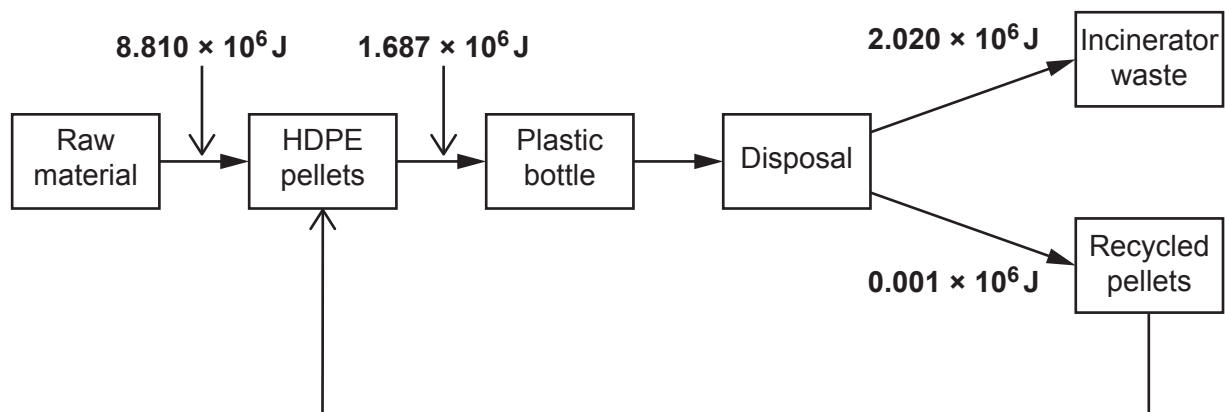 8.810 × 10⁶ J
1.687 × 10⁶ J
2.020 × 10⁶ J
Incinerator
waste
Raw
material
HDPE
pellets
Plastic
bottle
Disposal
Recycled
pellets
0.001 × 10⁶ J